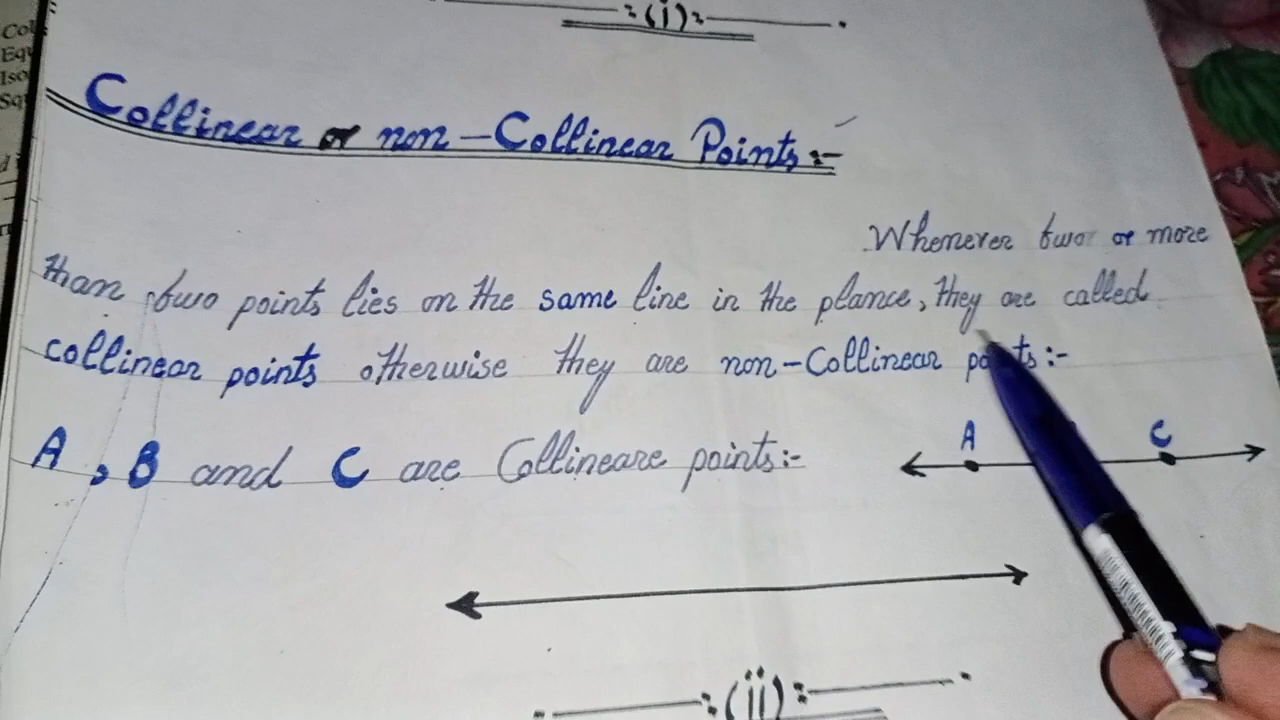 :(i):
Collinear or non-Collinear Points:-
Whenever two or more
than two points lies on the same line in the plance, they are called
collinear points otherwise they are non-Collinear points:-
A C
A, B and C are Collineare points:-
:(ii):